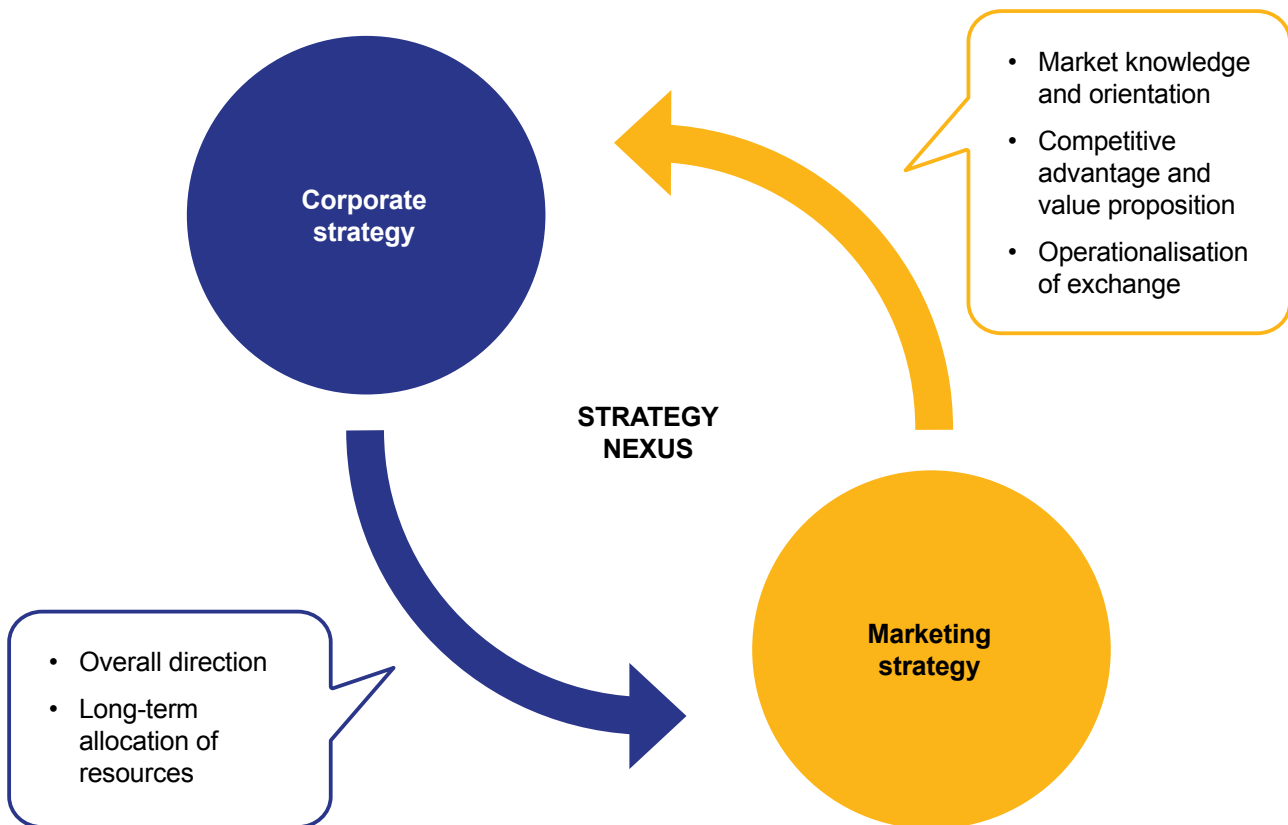 • Market knowledge
and orientation
• Competitive
advantage and
value proposition
• Operationalisation
of exchange
Corporate
strategy
STRATEGY
NEXUS
Marketing
strategy
• Overall direction
• Long-term
allocation of
resources